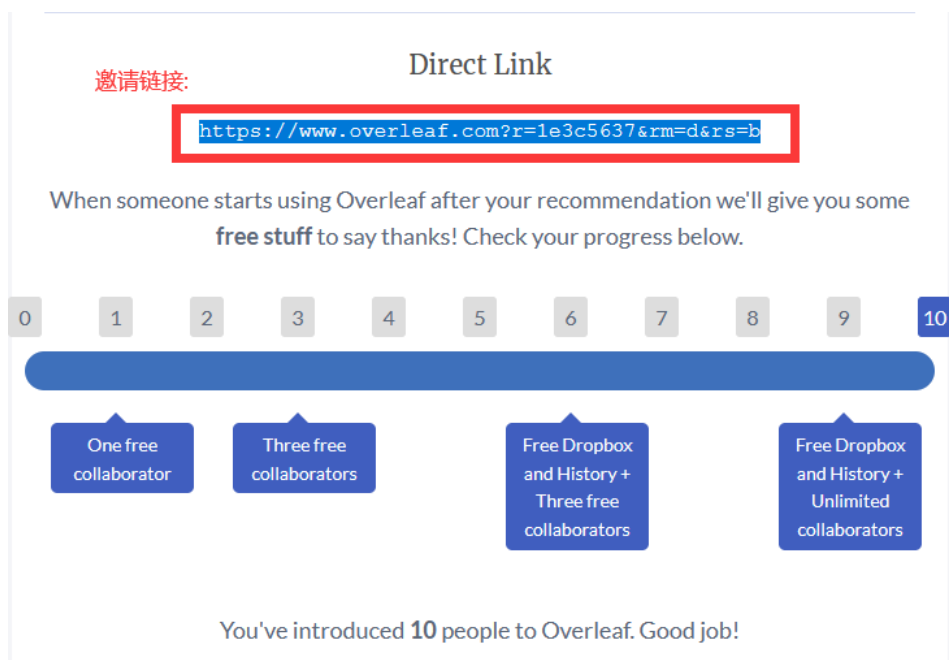 Direct Link
邀请链接:
https://www.overleaf.com?r=1e3c5637&rm=d&rs=b
When someone starts using Overleaf after your recommendation we'll give you some
free stuff to say thanks! Check your progress below.
0 1 2 3 4 5 6 7 8 9 10
One free
collaborator
Three free
collaborators
Free Dropbox
and History +
Three free
collaborators
Free Dropbox
and History +
Unlimited
collaborators
You've introduced 10 people to Overleaf. Good job!